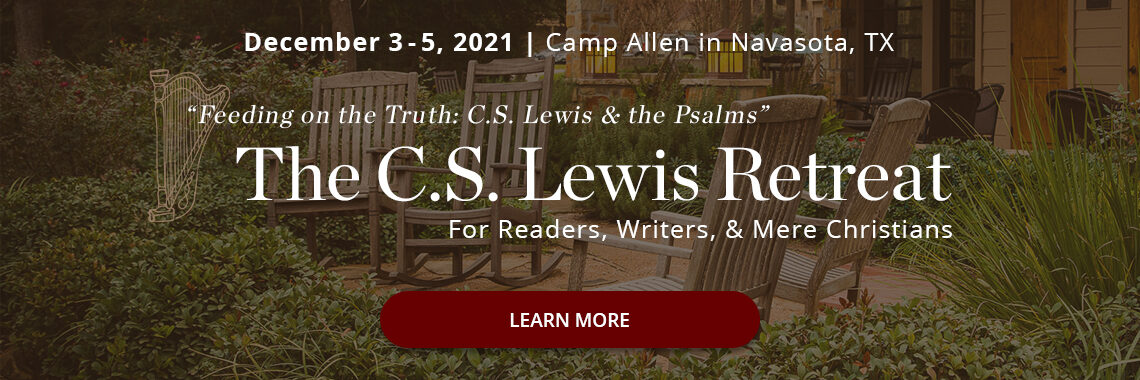 December 3 - 5, 2021 | Camp Allen in Navasota, TX
“Feeding on the Truth: C.S. Lewis & the Psalms”
The C.S. Lewis Retreat
For Readers, Writers, & Mere Christians
LEARN MORE